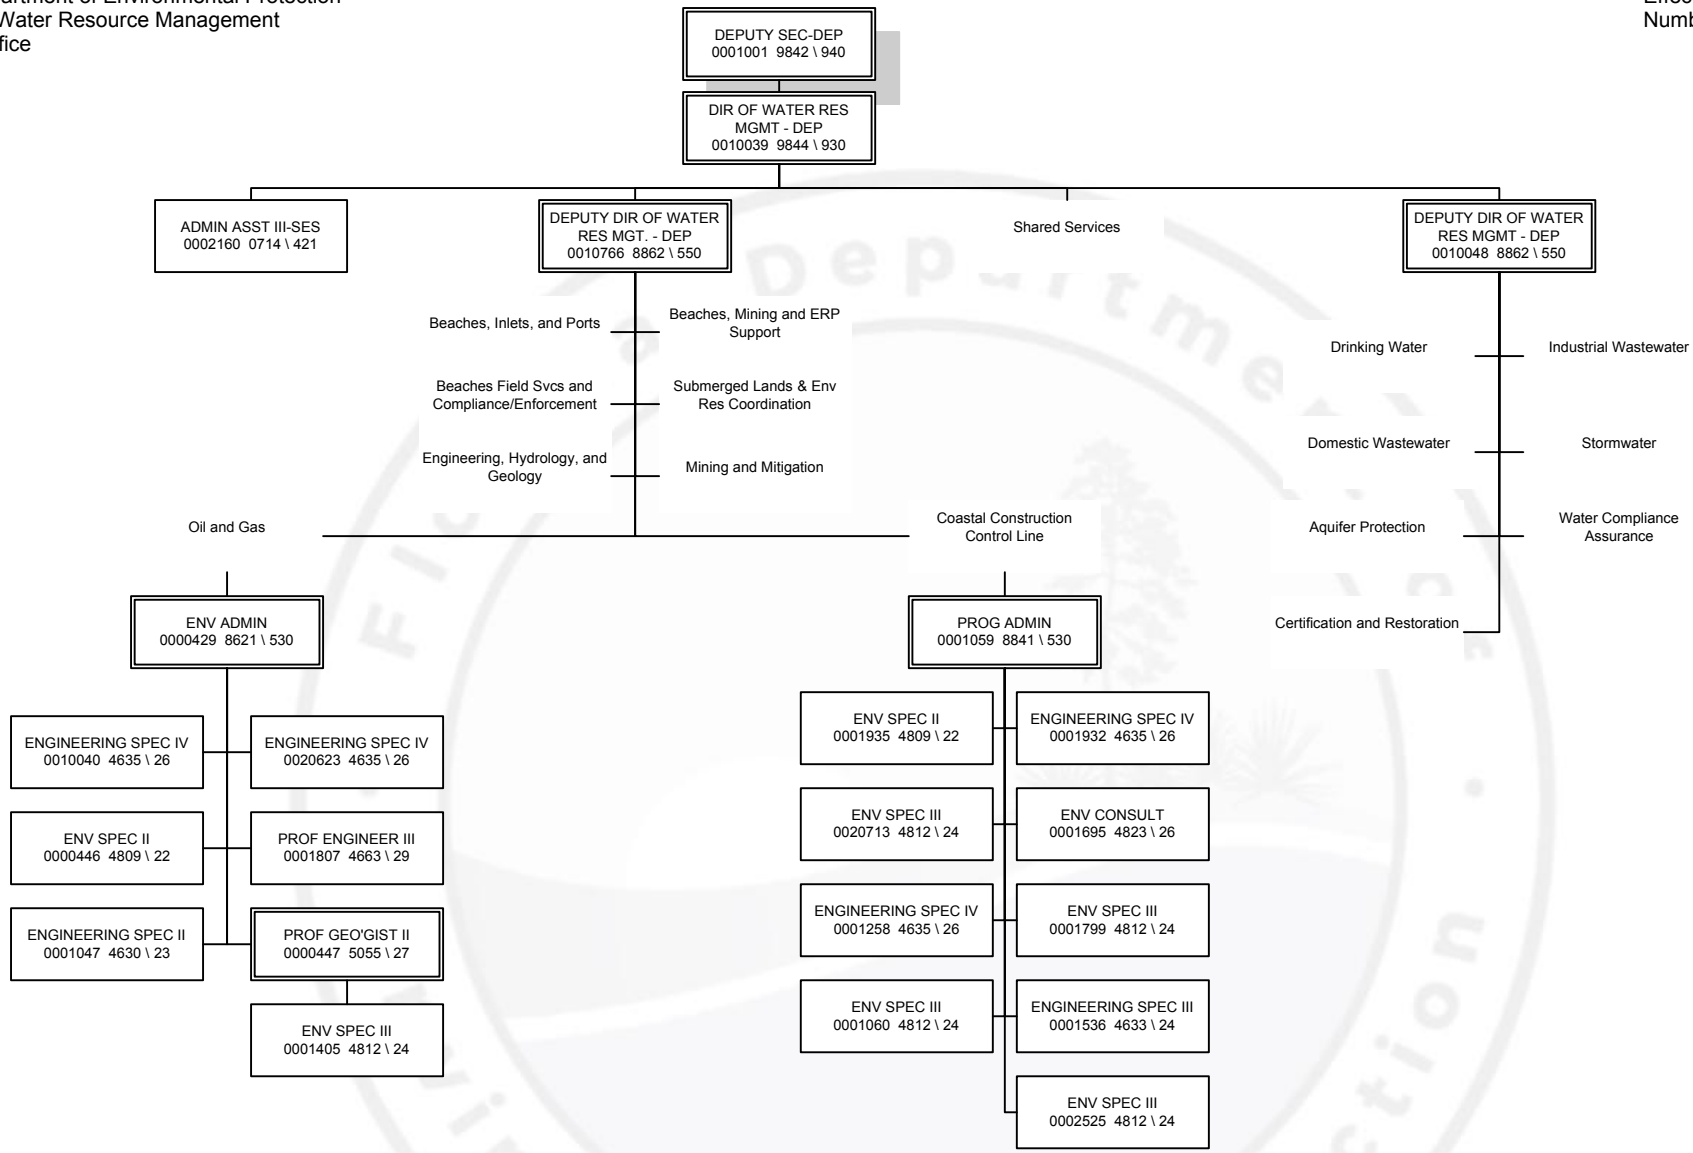 Water Resource Management
DEPUTY SEC-DEP
0001001 9842 \ 940
DIR OF WATER RES
MGMT - DEP
0010039 9844 \ 930
ADMIN ASST III-SES
0002160 0714 \ 421
DEPUTY DIR OF WATER
RES MGT. - DEP
0010766 8862 \ 550
Shared Services
DEPUTY DIR OF WATER
RES MGMT - DEP
0010048 8862 \ 550
Beaches, Inlets, and Ports
Beaches, Mining and ERP
Support
Beaches Field Svcs and
Compliance/Enforcement
Submerged Lands & Env
Res Coordination
Engineering, Hydrology, and
Geology
Mining and Mitigation
Drinking Water
Industrial Wastewater
Domestic Wastewater
Stormwater
Aquifer Protection
Water Compliance
Assurance
Certification and Restoration
Oil and Gas
Coastal Construction
Control Line
ENV ADMIN
0000429 8621 \ 530
ENGINEERING SPEC IV
0010040 4635 \ 26
ENGINEERING SPEC IV
0020623 4635 \ 26
ENV SPEC II
0000446 4809 \ 22
PROF ENGINEER III
0001807 4663 \ 29
ENGINEERING SPEC II
0001047 4630 \ 23
PROF GEO'GIST II
0000447 5055 \ 27
ENV SPEC III
0001405 4812 \ 24
PROG ADMIN
0001059 8841 \ 530
ENV SPEC II
0001935 4809 \ 22
ENGINEERING SPEC IV
0001932 4635 \ 26
ENV SPEC III
0020713 4812 \ 24
ENV CONSULT
0001695 4823 \ 26
ENGINEERING SPEC IV
0001258 4635 \ 26
ENV SPEC III
0001799 4812 \ 24
ENV SPEC III
0001060 4812 \ 24
ENGINEERING SPEC III
0001536 4633 \ 24
ENV SPEC III
0002525 4812 \ 24